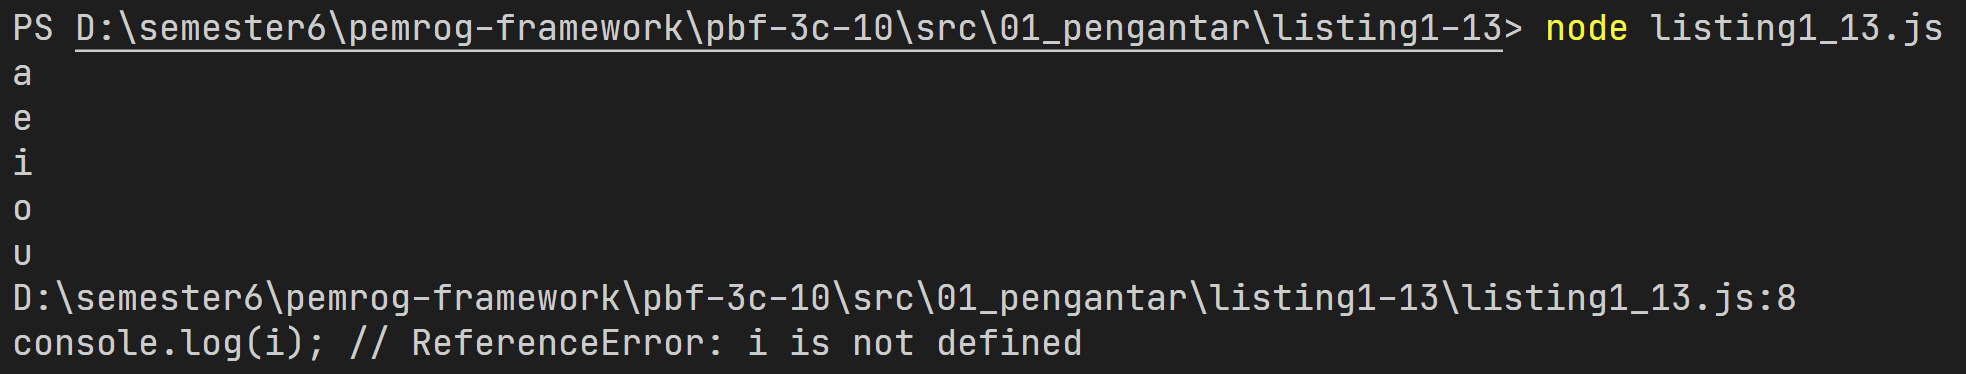 PS D:\semester6\pemrog-framework\pbf-3c-10\src\01_pengantar\listing1-13> node listing1_13.js
a
e
i
o
u
D:\semester6\pemrog-framework\pbf-3c-10\src\01_pengantar\listing1-13\listing1_13.js:8
console.log(i); // ReferenceError: i is not defined